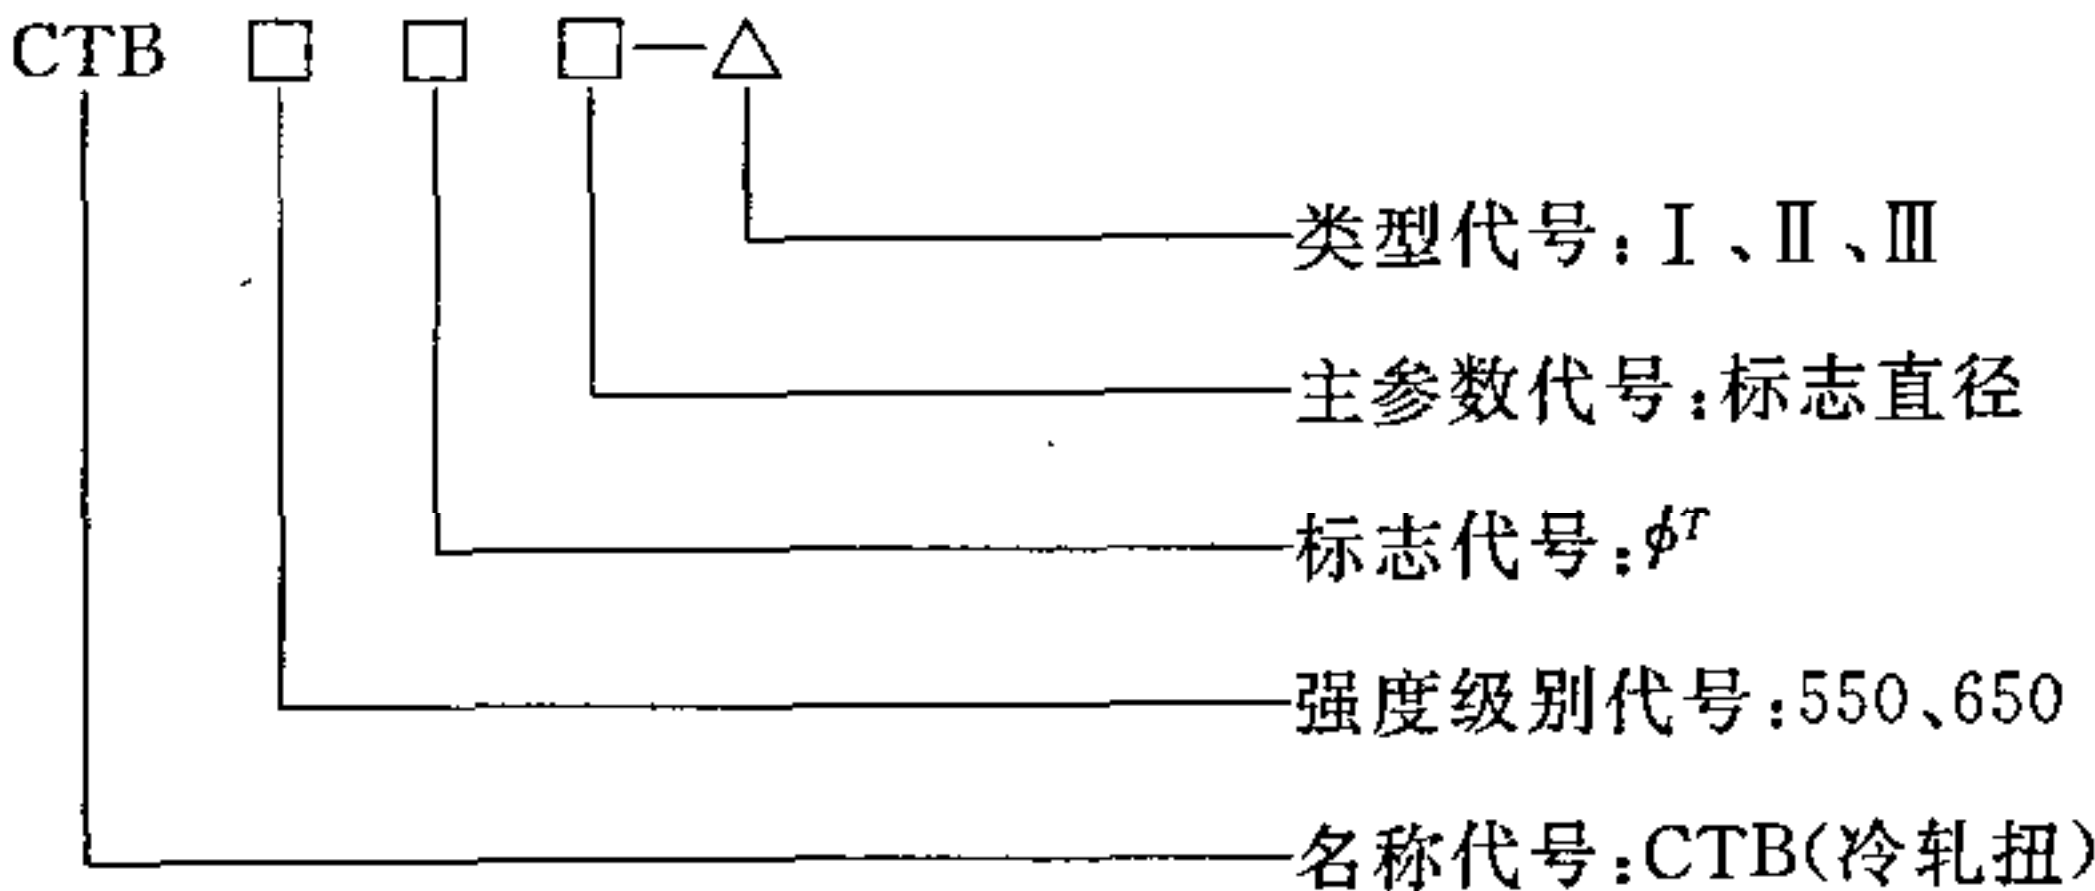 CTB □ □ □—△
类型代号：Ⅰ、Ⅱ、Ⅲ
主参数代号：标志直径
标志代号：ϕᵀ
强度级别代号：550、650
名称代号：CTB(冷轧扭)